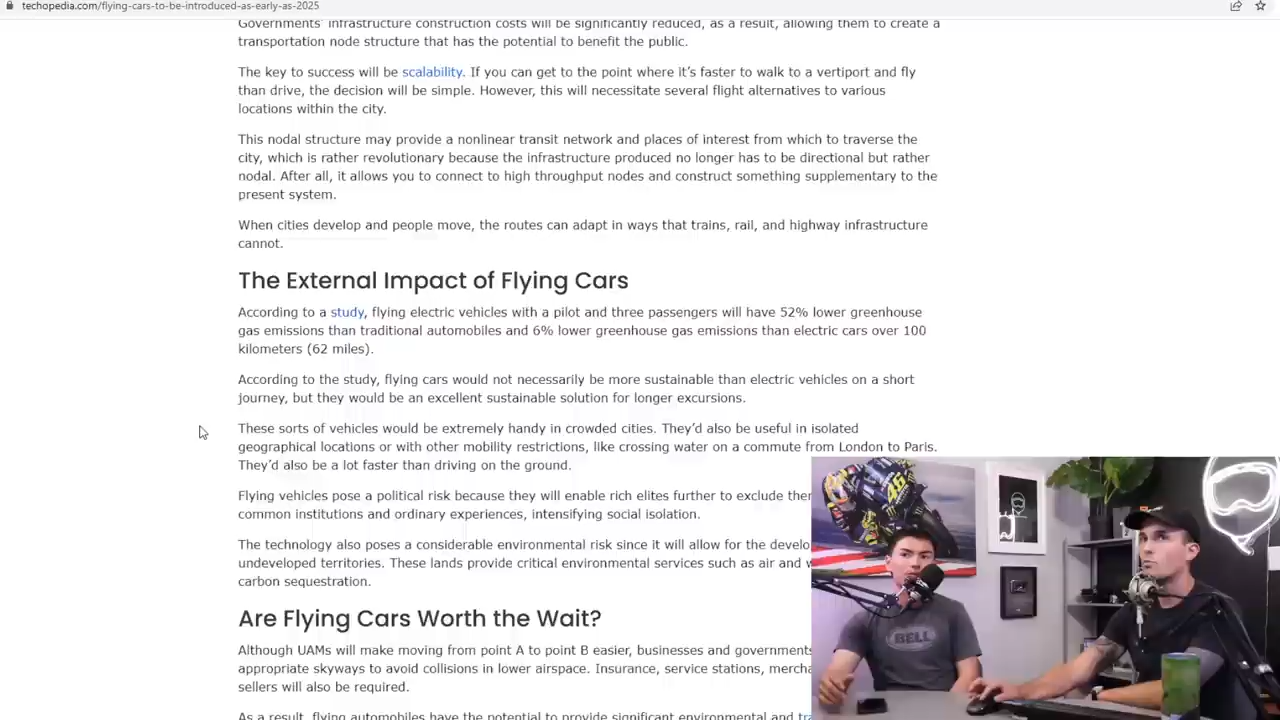 techopedia.com/flying-cars-to-be-introduced-as-early-as-2025
Governments' infrastructure construction costs will be significantly reduced, as a result, allowing them to create a
transportation node structure that has the potential to benefit the public.
The key to success will be scalability. If you can get to the point where it's faster to walk to a vertiport and fly
than drive, the decision will be simple. However, this will necessitate several flight alternatives to various
locations within the city.
This nodal structure may provide a nonlinear transit network and places of interest from which to traverse the
city, which is rather revolutionary because the infrastructure produced no longer has to be directional but rather
nodal. After all, it allows you to connect to high throughput nodes and construct something supplementary to the
present system.
When cities develop and people move, the routes can adapt in ways that trains, rail, and highway infrastructure
cannot.
The External Impact of Flying Cars
According to a study, flying electric vehicles with a pilot and three passengers will have 52% lower greenhouse
gas emissions than traditional automobiles and 6% lower greenhouse gas emissions than electric cars over 100
kilometers (62 miles).
According to the study, flying cars would not necessarily be more sustainable than electric vehicles on a short
journey, but they would be an excellent sustainable solution for longer excursions.
These sorts of vehicles would be extremely handy in crowded cities. They'd also be useful in isolated
geographical locations or with other mobility restrictions, like crossing water on a commute from London to Paris.
They'd also be a lot faster than driving on the ground.
Flying vehicles pose a political risk because they will enable rich elites further to exclude
common institutions and ordinary experiences, intensifying social isolation.
The technology also poses a considerable environmental risk since it will allow for the
undeveloped territories. These lands provide critical environmental services such as air and
carbon sequestration.
Are Flying Cars Worth the Wait?
Although UAMs will make moving from point A to point B easier, businesses and governments
appropriate skyways to avoid collisions in lower airspace. Insurance, service stations,
sellers will also be required.
As a result, flying automobiles have the potential to provide significant environmental and
46
BELL